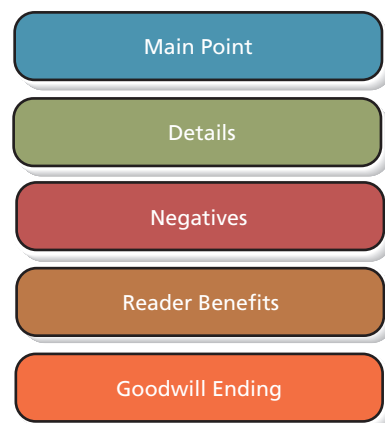 Main Point
Details
Negatives
Reader Benefits
Goodwill Ending